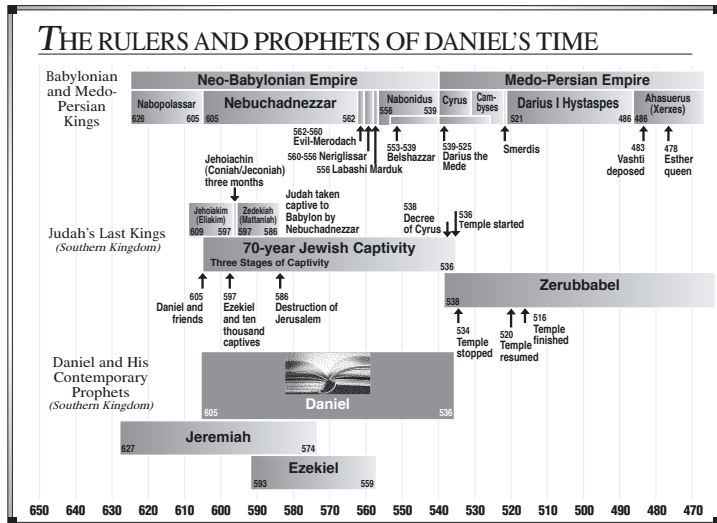 THE RULERS AND PROPHETS OF DANIEL'S TIME
Babylonian
and Medo-
Persian
Kings
Neo-Babylonian Empire
Medo-Persian Empire
Nabopolassar
626 605
Nebuchadnezzar
605 562
Nabonidus
556 539
Cyrus
Cam-
byses
Darius I Hystaspes
521 486
Ahasuerus
(Xerxes)
486
562-560
Evil-Merodach
560-556 Neriglissar
556 Labashi Marduk
553-539
Belshazzar
539-525
Darius the
Mede
Smerdis
483
Vashti
deposed
478
Esther
queen
Jehoiachin
(Coniah/Jeconiah)
three months
Judah's Last Kings
(Southern Kingdom)
Jehoiakim
(Eliakim)
609 597
Zedekiah
(Mattaniah)
597 586
Judah taken
captive to
Babylon by
Nebuchadnezzar
538
Decree
of Cyrus
536
Temple started
70-year Jewish Captivity
Three Stages of Captivity
536
Zerubbabel
538
605
Daniel and
friends
597
Ezekiel
and ten
thousand
captives
586
Destruction of
Jerusalem
534
Temple
stopped
520
Temple
resumed
516
Temple
finished
Daniel and His
Contemporary
Prophets
(Southern Kingdom)
Daniel
605 536
Jeremiah
627 574
Ezekiel
593 559
650 640 620 600 590 580 570 560 550 540 530 520 510 500 490 480 470